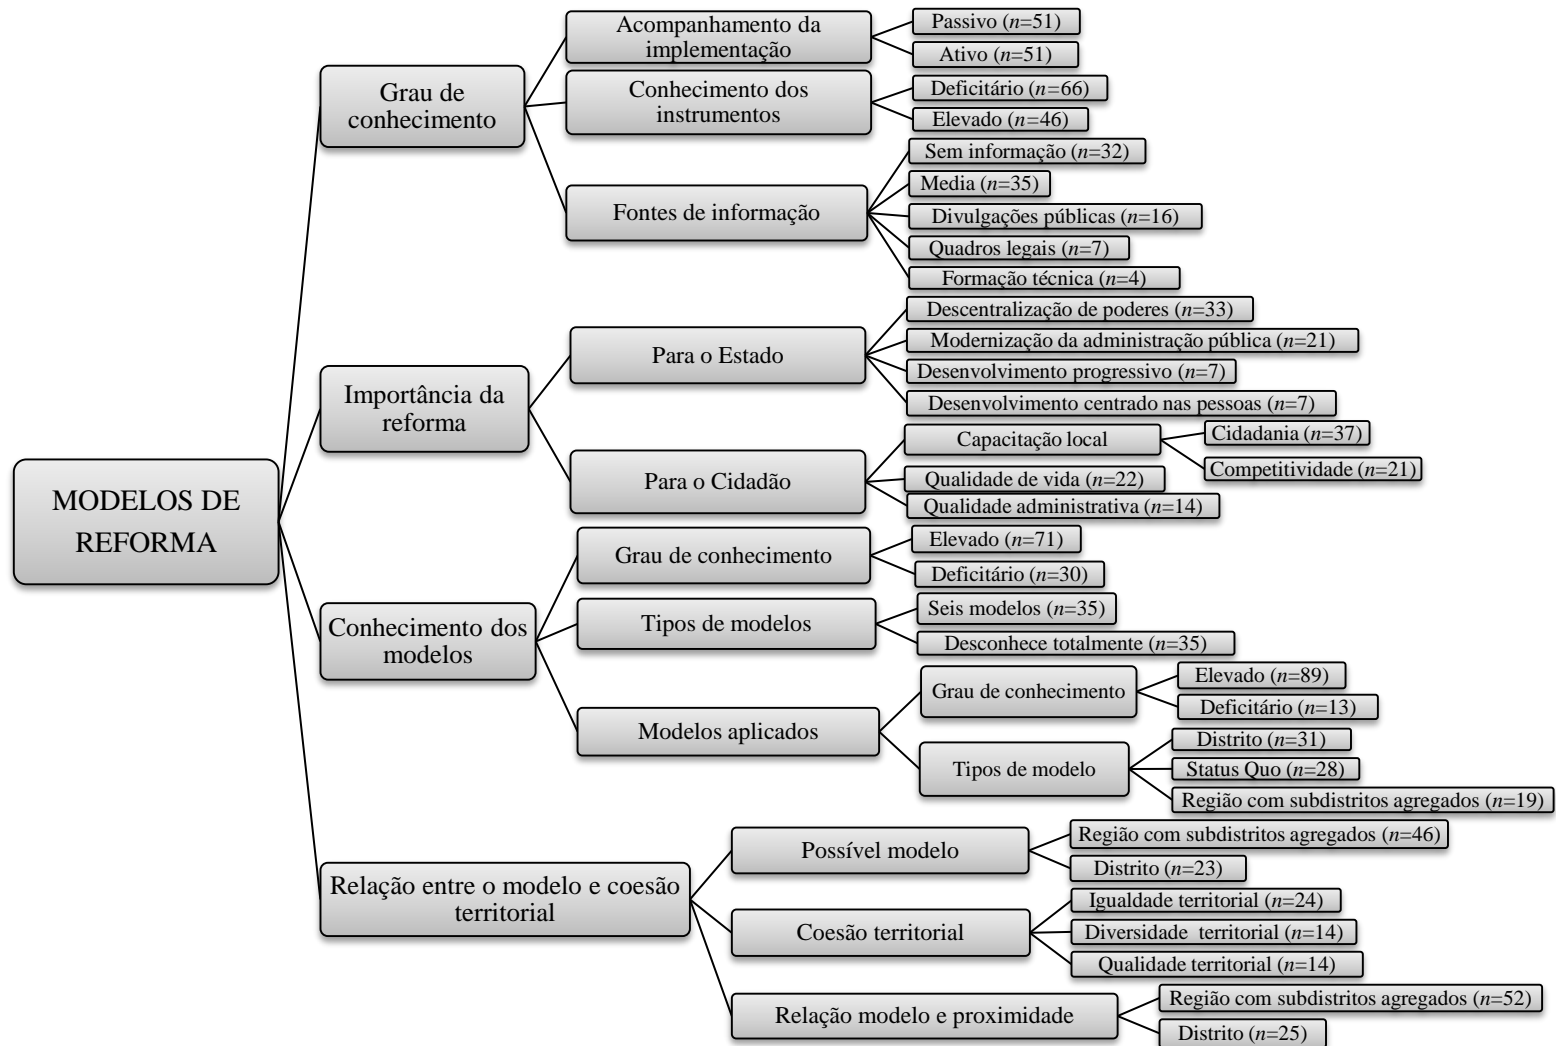 MODELOS DE
REFORMA
Grau de
conhecimento
Acompanhamento da
implementação
Passivo (n=51)
Ativo (n=51)
Conhecimento dos
instrumentos
Deficitário (n=66)
Elevado (n=46)
Fontes de informação
Sem informação (n=32)
Media (n=35)
Divulgações públicas (n=16)
Quadros legais (n=7)
Formação técnica (n=4)
Importância da
reforma
Para o Estado
Descentralização de poderes (n=33)
Modernização da administração pública (n=21)
Desenvolvimento progressivo (n=7)
Desenvolvimento centrado nas pessoas (n=7)
Para o Cidadão
Capacitação local
Cidadania (n=37)
Competitividade (n=21)
Qualidade de vida (n=22)
Qualidade administrativa (n=14)
Conhecimento dos
modelos
Grau de conhecimento
Elevado (n=71)
Deficitário (n=30)
Tipos de modelos
Seis modelos (n=35)
Desconhece totalmente (n=35)
Modelos aplicados
Grau de conhecimento
Elevado (n=89)
Deficitário (n=13)
Tipos de modelo
Distrito (n=31)
Status Quo (n=28)
Região com subdistritos agregados (n=19)
Relação entre o modelo e coesão
territorial
Possível modelo
Região com subdistritos agregados (n=46)
Distrito (n=23)
Coesão territorial
Igualdade territorial (n=24)
Diversidade territorial (n=14)
Qualidade territorial (n=14)
Relação modelo e proximidade
Região com subdistritos agregados (n=52)
Distrito (n=25)